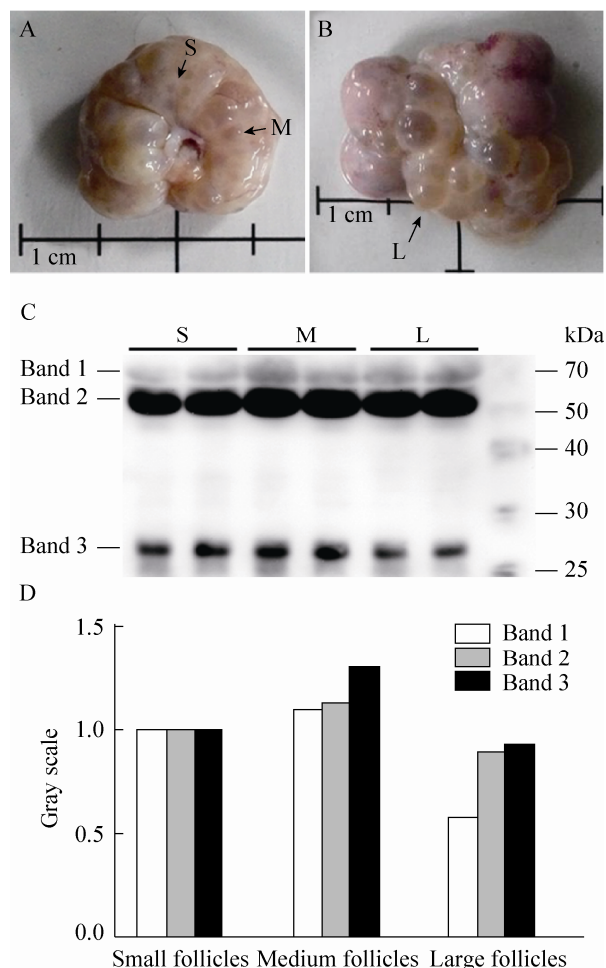 A
S
M
1 cm
B
1 cm
L
C
S M L kDa
Band 1
Band 2
Band 3
70
50
40
30
25
D
1.5
1.0
0.5
0.0
Gray scale
Band 1
Band 2
Band 3
Small follicles Medium follicles Large follicles